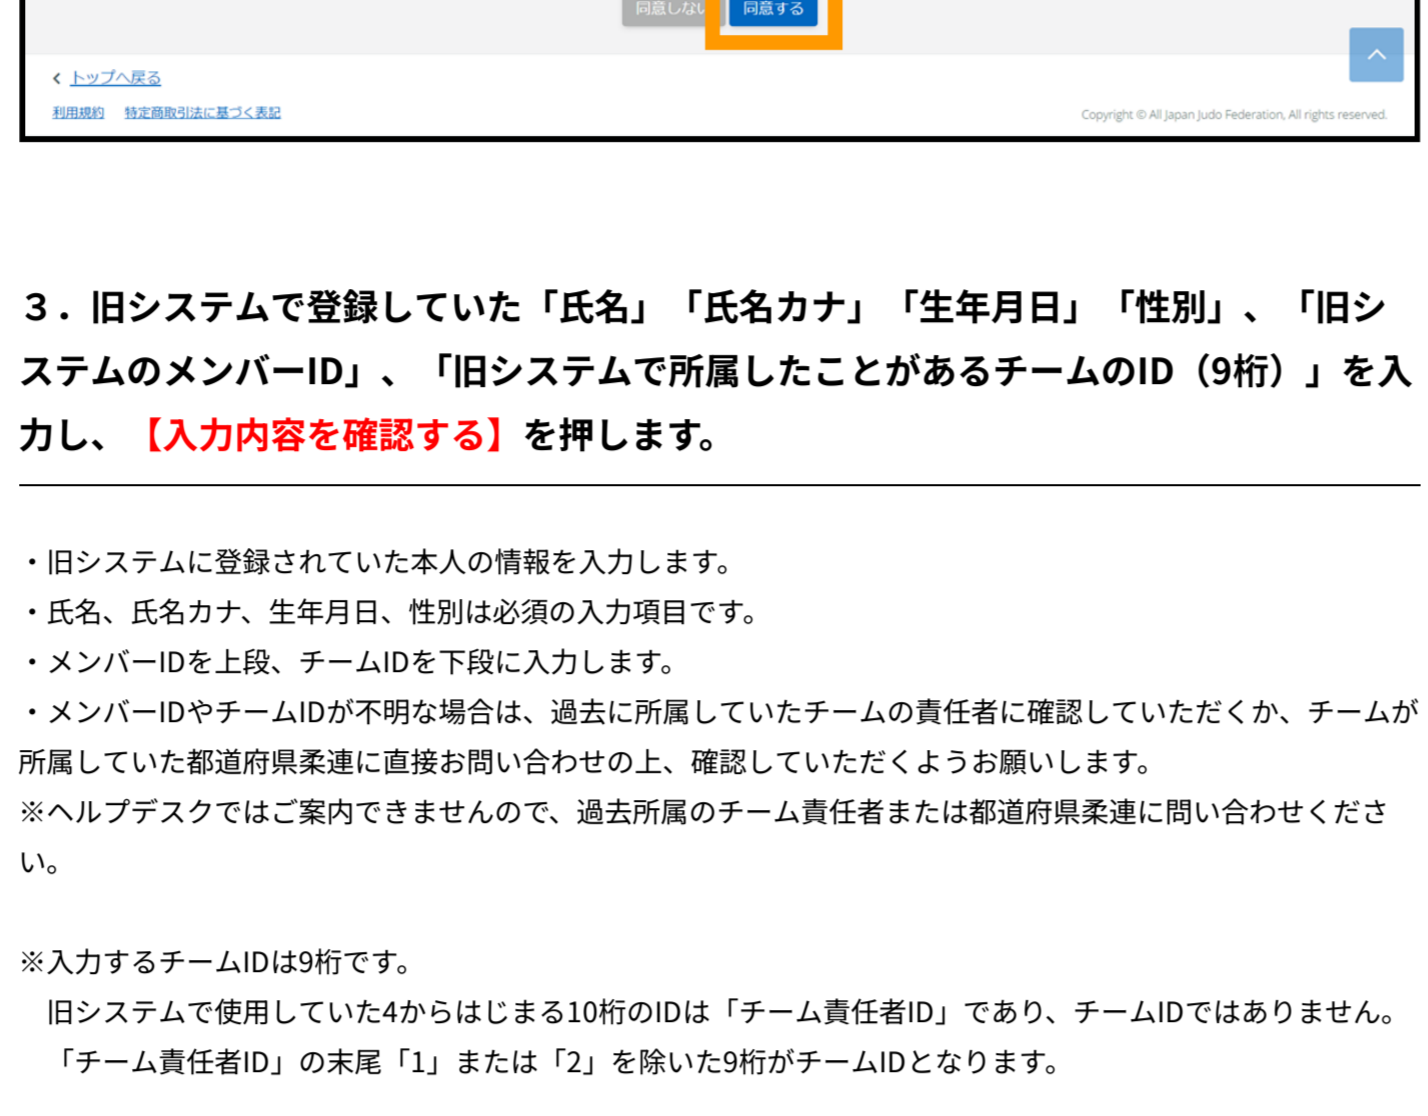 同意しない 同意する
トップへ戻る
利用規約 特定商取引法に基づく表記
Copyright © All Japan Judo Federation, All rights reserved.
３．旧システムで登録していた「氏名」「氏名カナ」「生年月日」「性別」、「旧シ
ステムのメンバーID」、「旧システムで所属したことがあるチームのID（9桁）」を入
力し、【入力内容を確認する】を押します。
・旧システムに登録されていた本人の情報を入力します。
・氏名、氏名カナ、生年月日、性別は必須の入力項目です。
・メンバーIDを上段、チームIDを下段に入力します。
・メンバーIDやチームIDが不明な場合は、過去に所属していたチームの責任者に確認していただくか、チームが
所属していた都道府県柔連に直接お問い合わせの上、確認していただくようお願いします。
※ヘルプデスクではご案内できませんので、過去所属のチーム責任者または都道府県柔連に問い合わせくださ
い。
※入力するチームIDは9桁です。
旧システムで使用していた4からはじまる10桁のIDは「チーム責任者ID」であり、チームIDではありません。
「チーム責任者ID」の末尾「1」または「2」を除いた9桁がチームIDとなります。